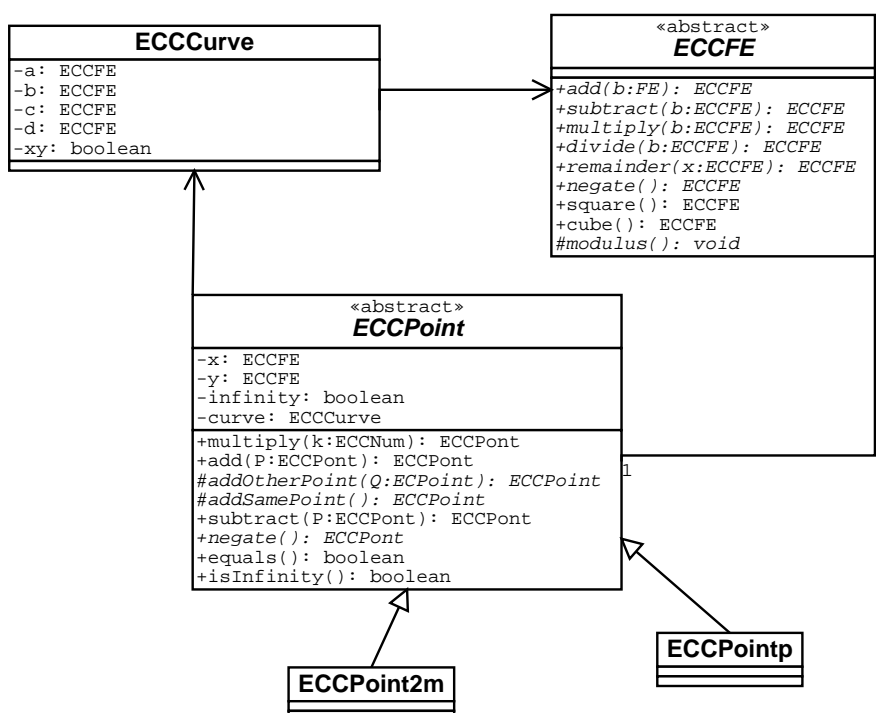 ECCCurve
-a: ECCFE
-b: ECCFE
-c: ECCFE
-d: ECCFE
-xy: boolean
«abstract»
ECCFE
+add(b:FE): ECCFE
+subtract(b:ECCFE): ECCFE
+multiply(b:ECCFE): ECCFE
+divide(b:ECCFE): ECCFE
+remainder(x:ECCFE): ECCFE
+negate(): ECCFE
+square(): ECCFE
+cube(): ECCFE
#modulus(): void
«abstract»
ECCPoint
-x: ECCFE
-y: ECCFE
-infinity: boolean
-curve: ECCCurve
+multiply(k:ECCNum): ECCPont
+add(P:ECCPont): ECCPont
#addOtherPoint(Q:ECPoint): ECCPoint
#addSamePoint(): ECCPoint
+subtract(P:ECCPont): ECCPont
+negate(): ECCPont
+equals(): boolean
+isInfinity(): boolean
1
ECCPointp
ECCPoint2m